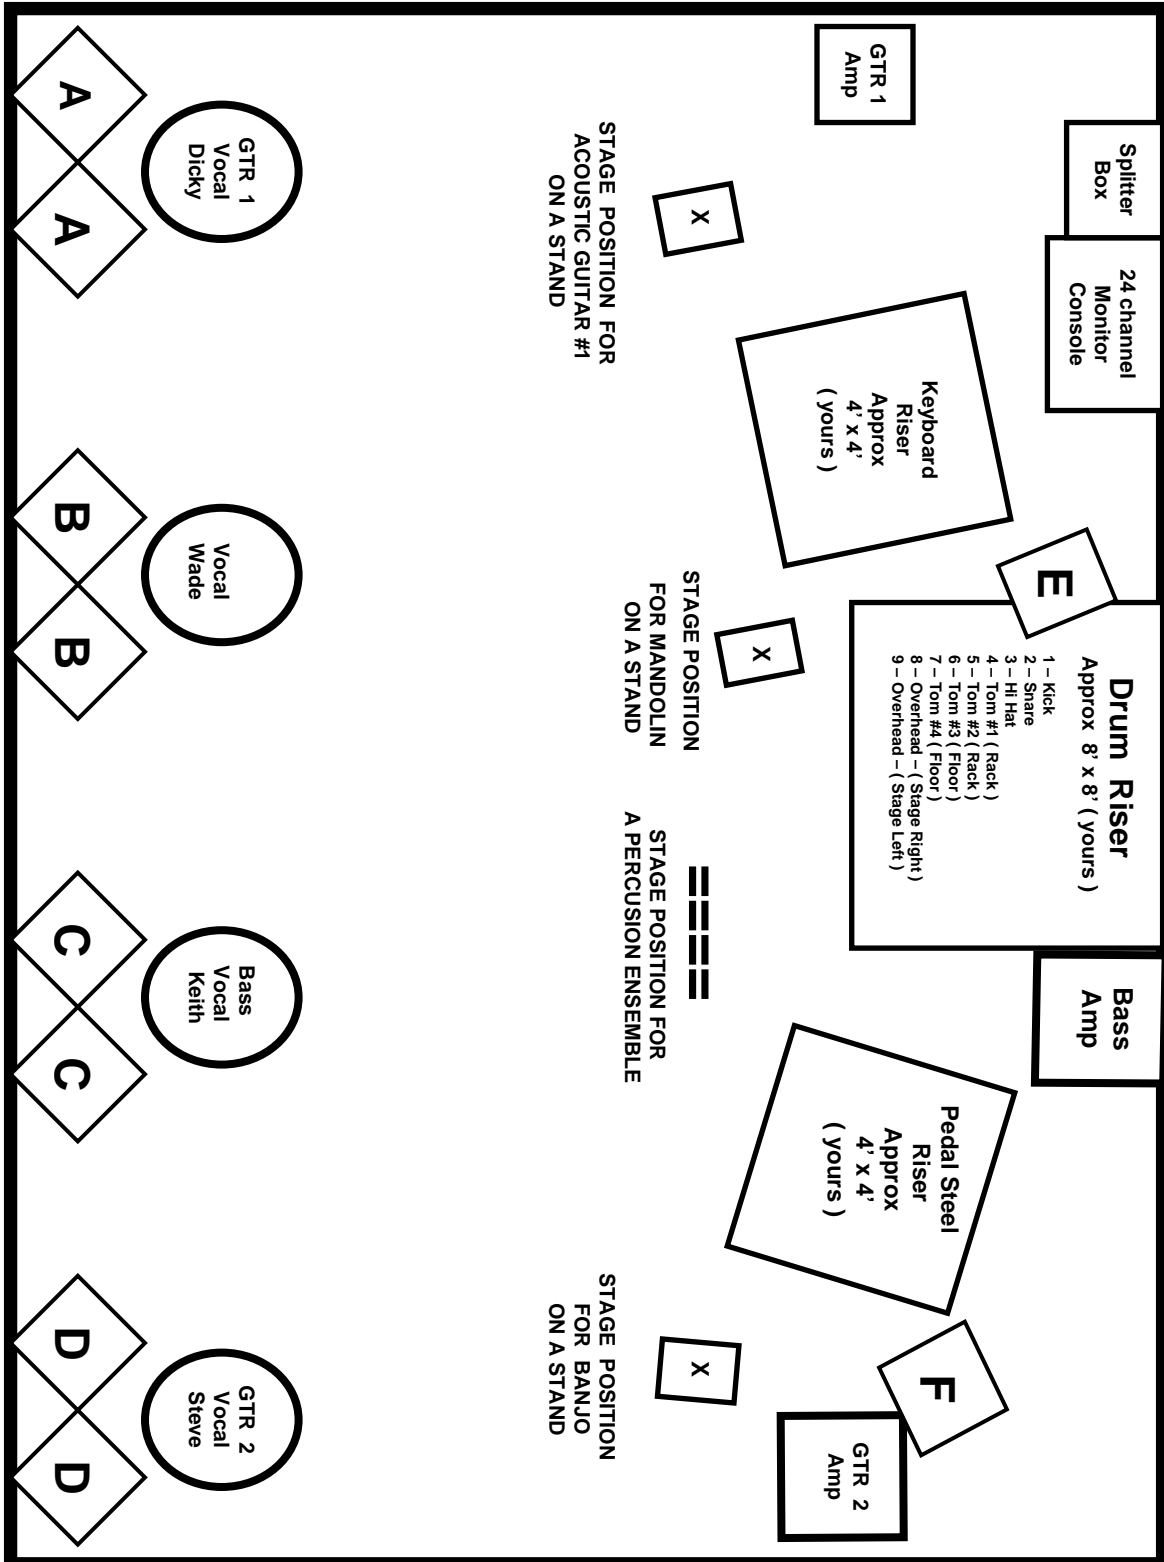 GTR 1
Amp
Splitter
Box
24 channel
Monitor
Console
Keyboard
Riser
Approx
4' x 4'
( yours )
E
Drum Riser
Approx 8' x 8' ( yours )
1 – Kick
2 – Snare
3 – Hi Hat
4 – Tom #1 ( Rack )
5 – Tom #2 ( Rack )
6 – Tom #3 ( Floor )
7 – Tom #4 ( Floor )
8 – Overhead – ( Stage Right )
9 – Overhead – ( Stage Left )
Bass
Amp
Pedal Steel
Riser
Approx
4' x 4'
( yours )
F
GTR 2
Amp
X
STAGE POSITION FOR
ACOUSTIC GUITAR #1
ON A STAND
X
STAGE POSITION
FOR MANDOLIN
ON A STAND
STAGE POSITION FOR
A PERCUSION ENSEMBLE
X
STAGE POSITION
FOR BANJO
ON A STAND
GTR 1
Vocal
Dicky
Vocal
Wade
Bass
Vocal
Keith
GTR 2
Vocal
Steve
A
A
B
B
C
C
D
D